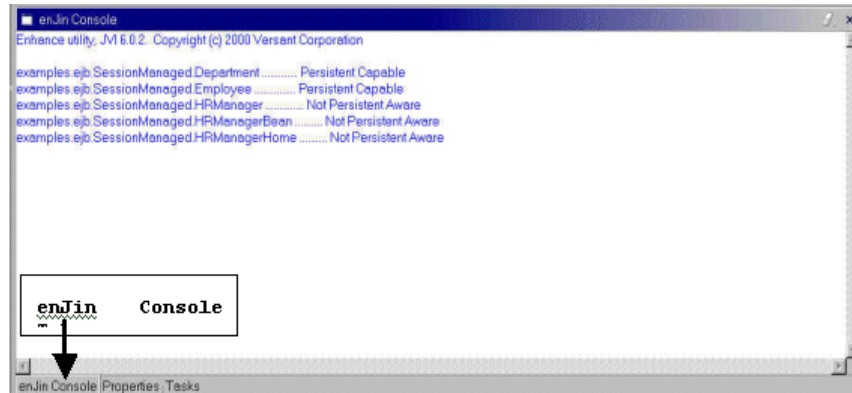 enJin Console
Enhance utility, JVI 6.0.2. Copyright (c) 2000 Versant Corporation
examples.ejb.SessionManaged.Department ........... Persistent Capable
examples.ejb.SessionManaged.Employee ............. Persistent Capable
examples.ejb.SessionManaged.HRManager ............ Not Persistent Aware
examples.ejb.SessionManaged.HRManagerBean ......... Not Persistent Aware
examples.ejb.SessionManaged.HRManagerHome ......... Not Persistent Aware
enJin Console
enJin Console Properties Tasks